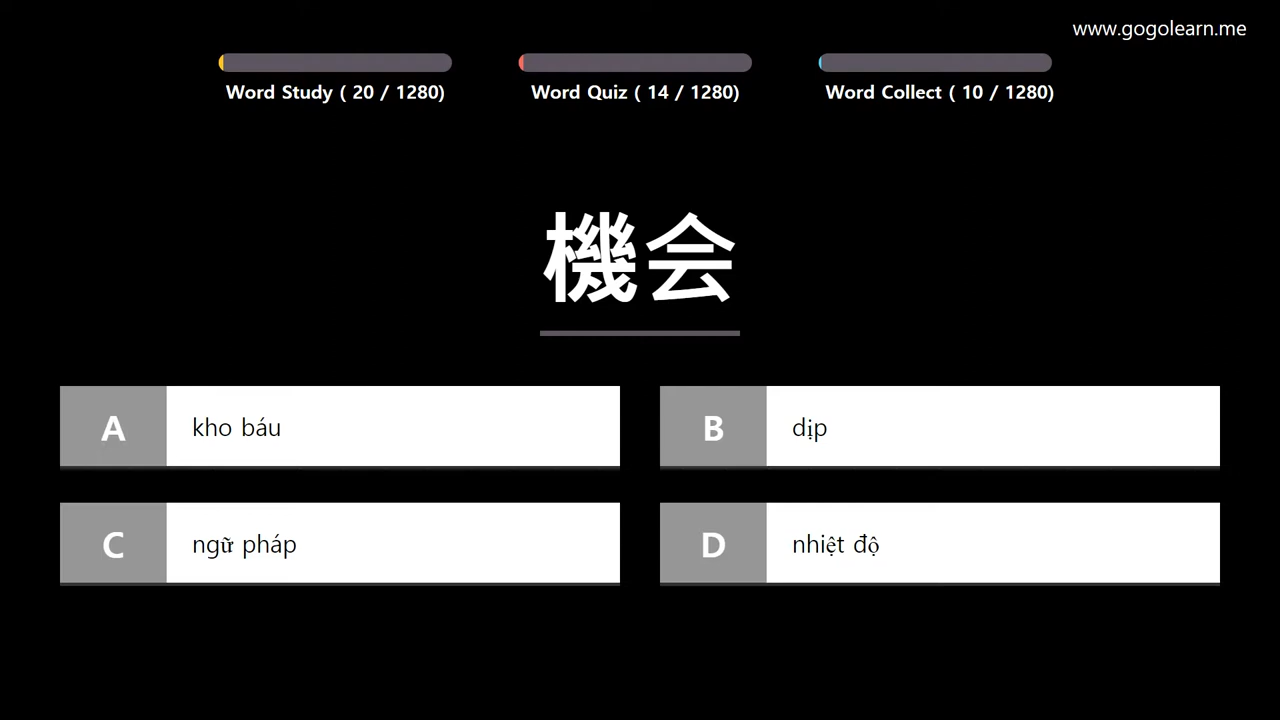 www.gogolearn.me
Word Study ( 20 / 1280)
Word Quiz ( 14 / 1280)
Word Collect ( 10 / 1280)
機会
A kho báu
B dịp
C ngữ pháp
D nhiệt độ